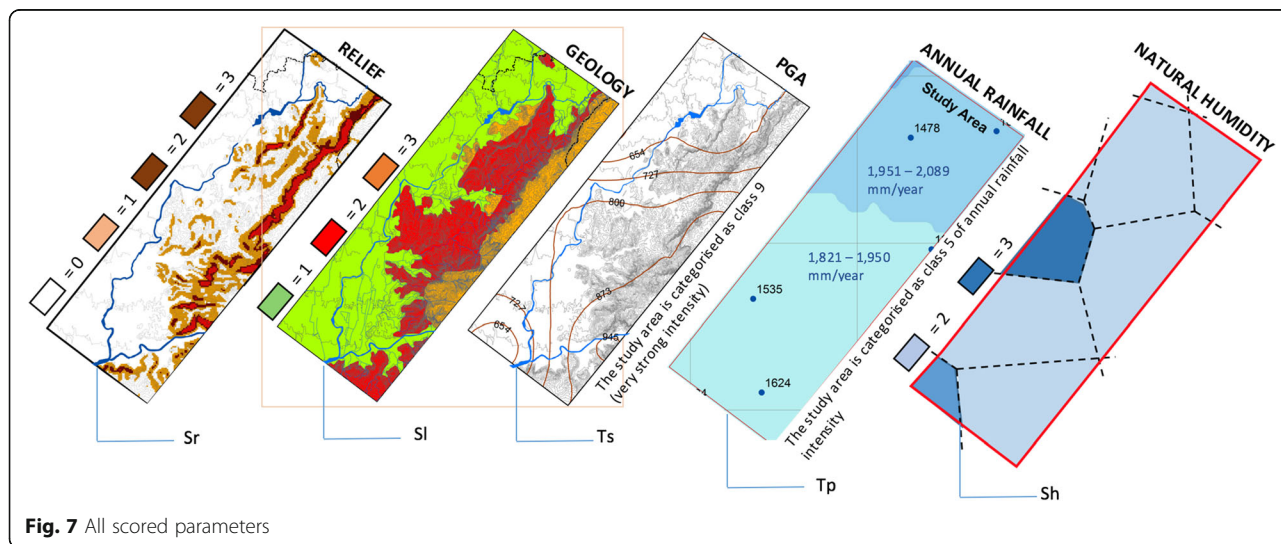 RELIEF
= 0
= 1
= 2
= 3
Sr
GEOLOGY
= 1
= 2
= 3
Sl
PGA
654
727
800
873
945
727
654
The study area is categorised as class 9
(very strong intensity)
Ts
ANNUAL RAINFALL
Study Area
1478
1,951 – 2,089
mm/year
1,821 – 1,950
mm/year
1535
1624
The study area is categorised as class 5 of annual rainfall
intensity
Tp
NATURAL HUMIDITY
= 3
= 2
Sh
Fig. 7 All scored parameters